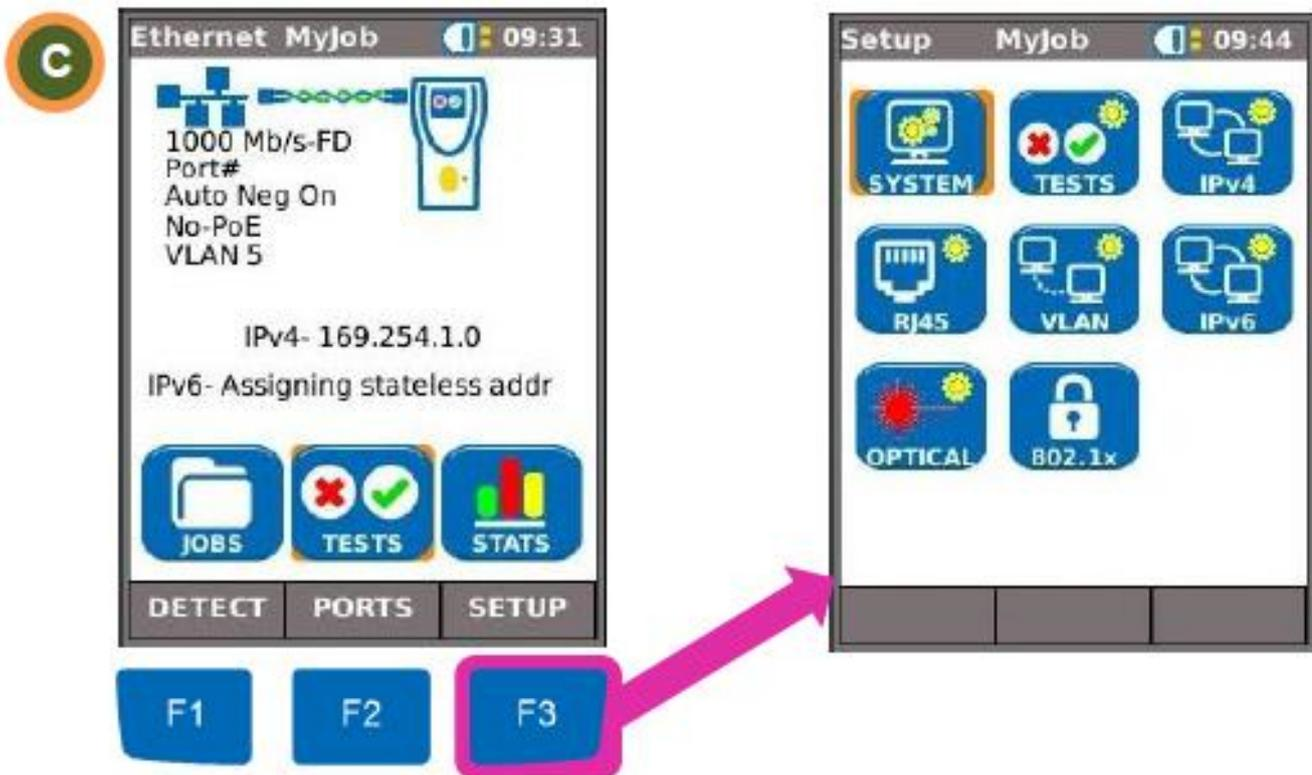 C
Ethernet MyJob 09:31
1000 Mb/s-FD
Port#
Auto Neg On
No-PoE
VLAN 5
IPv4- 169.254.1.0
IPv6- Assigning stateless addr
JOBS TESTS STATS
DETECT PORTS SETUP
F1 F2 F3
Setup MyJob 09:44
SYSTEM TESTS IPv4
RJ45 VLAN IPv6
OPTICAL 802.1x